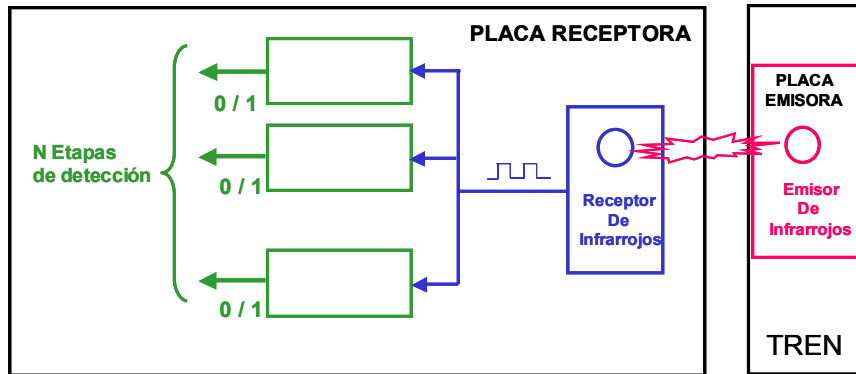 PLACA RECEPTORA
0 / 1
N Etapas
de detección
0 / 1
0 / 1
Receptor
De
Infrarrojos
PLACA
EMISORA
Emisor
De
Infrarrojos
TREN